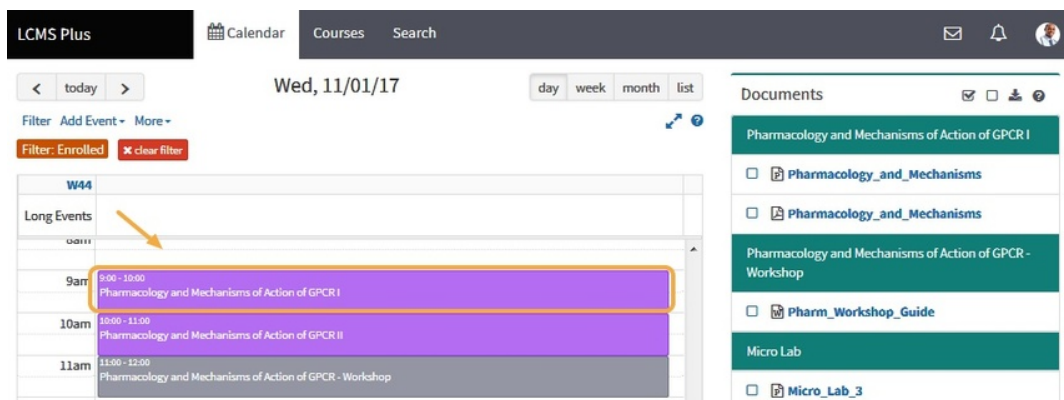 LCMS Plus
Calendar
Courses
Search
today
Wed, 11/01/17
day
week
month
list
Filter
Add Event
More
Filter: Enrolled
clear filter
W44
Long Events
8am
9am
9:00 - 10:00
Pharmacology and Mechanisms of Action of GPCR I
10am
10:00 - 11:00
Pharmacology and Mechanisms of Action of GPCR II
11am
11:00 - 12:00
Pharmacology and Mechanisms of Action of GPCR - Workshop
Documents
Pharmacology and Mechanisms of Action of GPCR I
Pharmacology_and_Mechanisms
Pharmacology_and_Mechanisms
Pharmacology and Mechanisms of Action of GPCR -
Workshop
Pharm_Workshop_Guide
Micro Lab
Micro_Lab_3